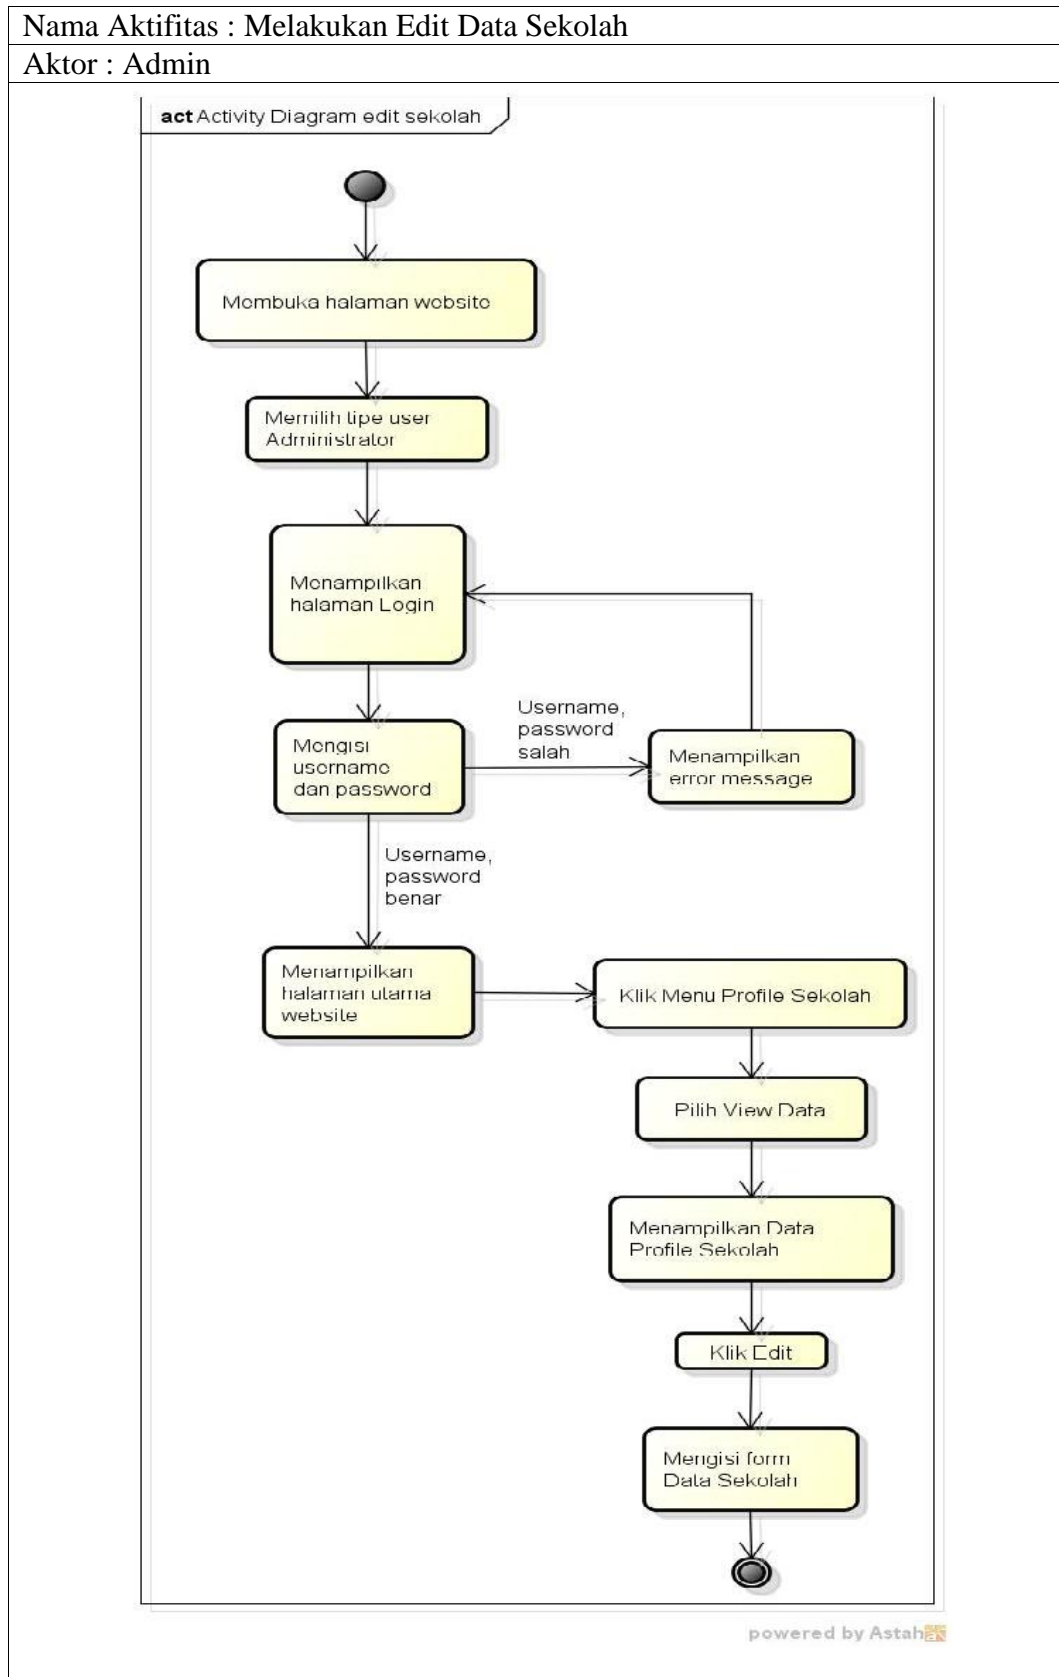 Nama Aktifitas : Melakukan Edit Data Sekolah
Aktor : Admin
act Activity Diagram edit sekolah
Membuka halaman website
Memilih tipe user
Administrator
Menampilkan
halaman Login
Mengisi
username
dan password
Username,
password
salah
Menampilkan
error message
Username,
password
benar
Menampilkan
halaman utama
website
Klik Menu Profile Sekolah
Pilih View Data
Menampilkan Data
Profile Sekolah
Klik Edit
Mengisi form
Data Sekolah
powered by Astah